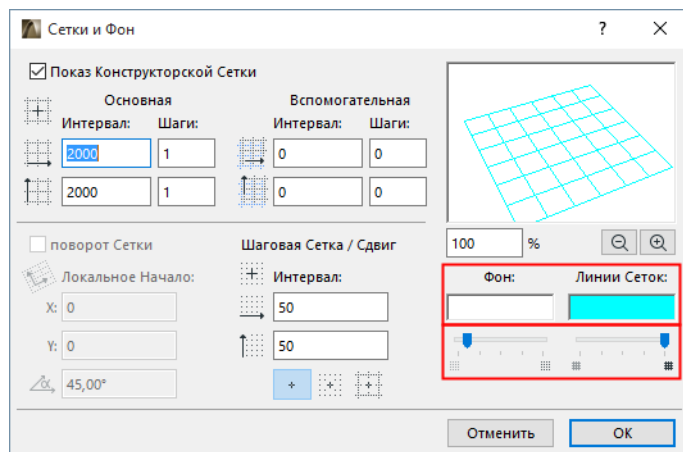 Сетки и Фон
?
Показ Конструкторской Сетки
Основная
Вспомогательная
Интервал: Шаги: Интервал: Шаги:
2000 1 0 0
2000 1 0 0
поворот Сетки
Шаговая Сетка / Сдвиг
100 %
Локальное Начало:
Интервал:
Фон: Линии Сеток:
X: 0
50
Y: 0
50
α, 45,00°
Отменить
OK